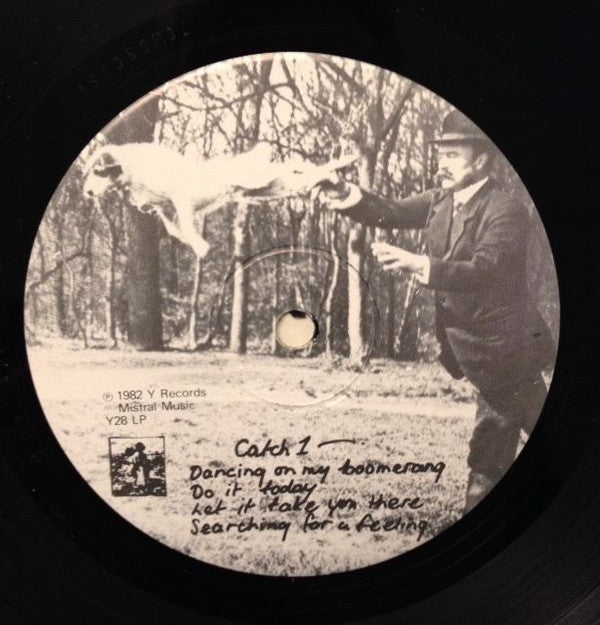 ℗ 1982 Y Records
Mistral Music
Y28 LP
Catch 1 —
Dancing on my boomerang
Do it today
Let it take you there
Searching for a feeling